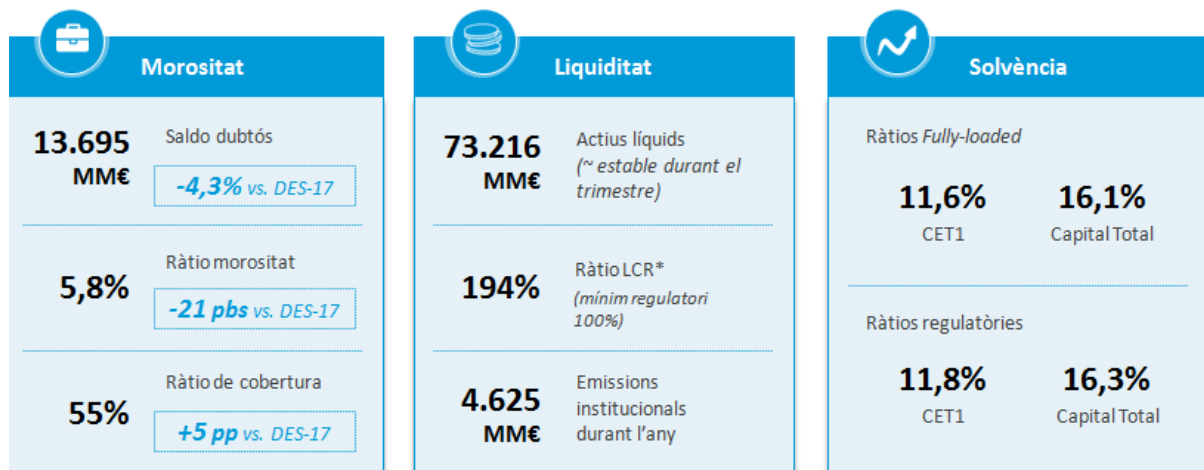 Morositat
13.695
MM€
Saldo dubtós
-4,3% vs. DES-17
5,8%
Ràtio morositat
-21 pbs vs. DES-17
55%
Ràtio de cobertura
+5 pp vs. DES-17
Liquiditat
73.216
MM€
Actius líquids
(~ estable durant el
trimestre)
194%
Ràtio LCR*
(mínim regulatori
100%)
4.625
MM€
Emissions
institucionals
durant l'any
Solvència
Ràtios Fully-loaded
11,6%
CET1
16,1%
Capital Total
Ràtios regulatòries
11,8%
CET1
16,3%
Capital Total